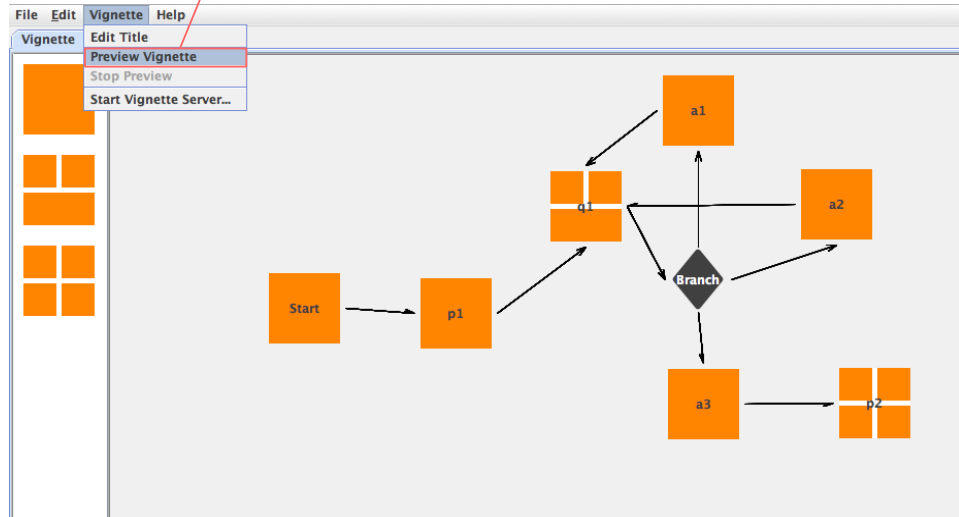 File Edit Vignette Help
Vignette
Edit Title
Preview Vignette
Stop Preview
Start Vignette Server...
a1
q1
a2
Branch
Start
p1
a3
p2